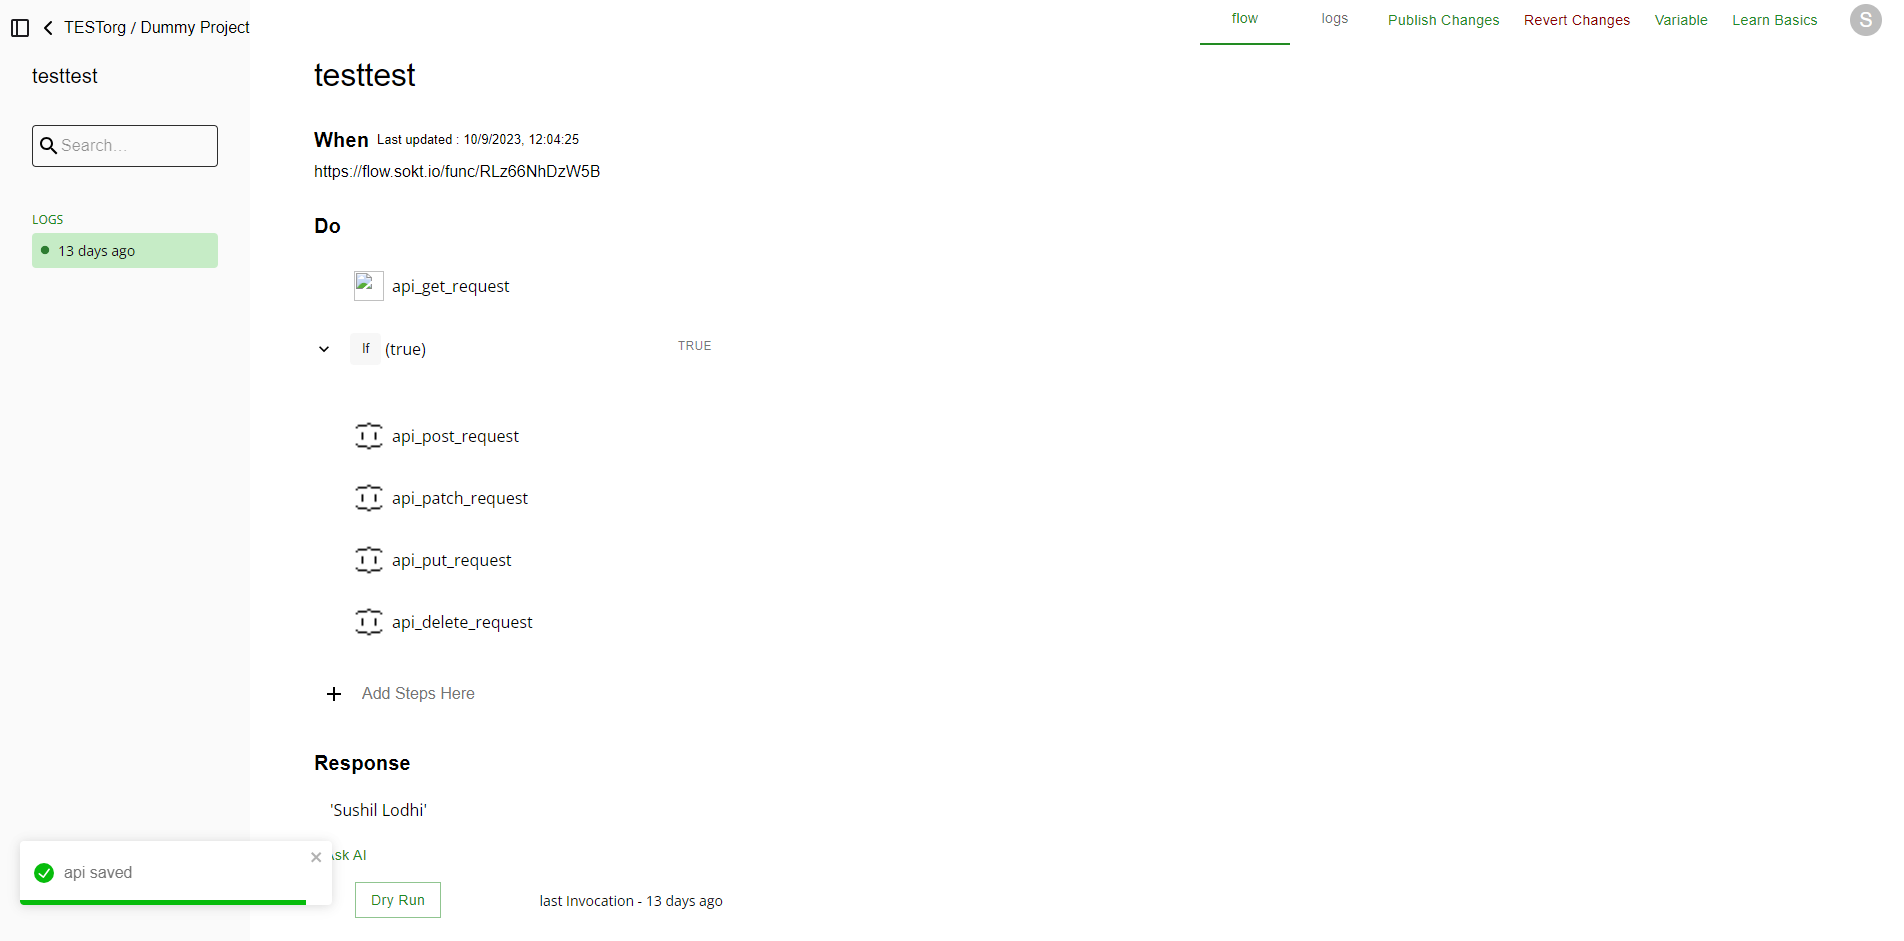 TESTorg / Dummy Project
testtest
Search...
LOGS
13 days ago
flow
logs
Publish Changes
Revert Changes
Variable
Learn Basics
S
testtest
When Last updated : 10/9/2023, 12:04:25
https://flow.sokt.io/func/RLz66NhDzW5B
Do
api_get_request
If (true)
TRUE
api_post_request
api_patch_request
api_put_request
api_delete_request
Add Steps Here
Response
'Sushil Lodhi'
Ask AI
api saved
Dry Run
last Invocation - 13 days ago